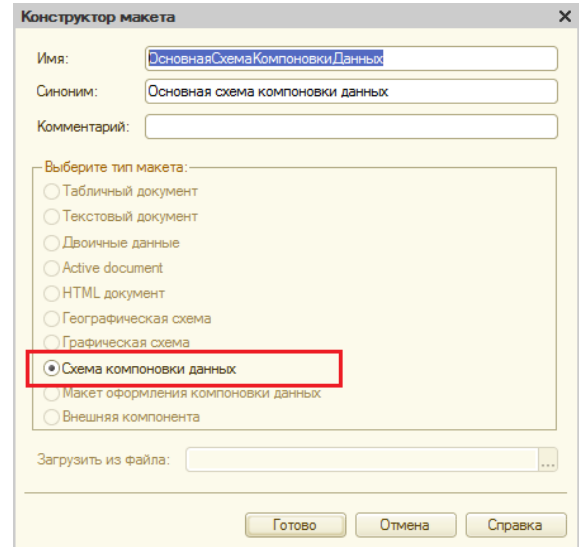 Конструктор макета
Имя: ОсновнаяСхемаКомпоновкиДанных
Синоним: Основная схема компоновки данных
Комментарий:
Выберите тип макета:
Табличный документ
Текстовый документ
Двоичные данные
Active document
HTML документ
Географическая схема
Графическая схема
Схема компоновки данных
Макет оформления компоновки данных
Внешняя компонента
Загрузить из файла: ...
Готово Отмена Справка